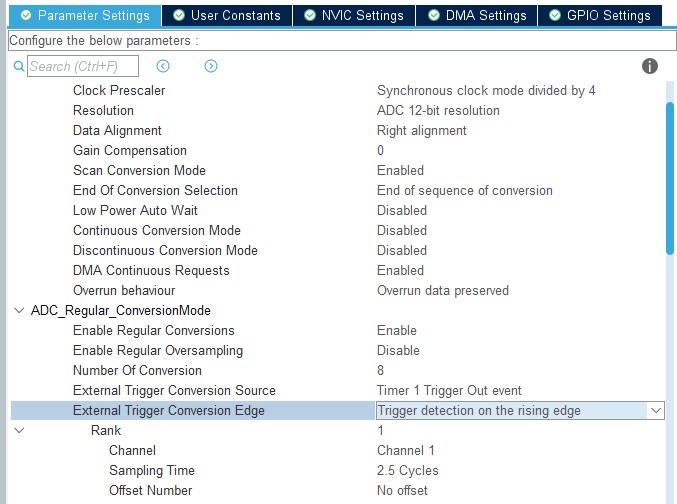 Parameter Settings User Constants NVIC Settings DMA Settings GPIO Settings
Configure the below parameters :
Search (Ctrl+F)
Clock Prescaler Synchronous clock mode divided by 4
Resolution ADC 12-bit resolution
Data Alignment Right alignment
Gain Compensation 0
Scan Conversion Mode Enabled
End Of Conversion Selection End of sequence of conversion
Low Power Auto Wait Disabled
Continuous Conversion Mode Disabled
Discontinuous Conversion Mode Disabled
DMA Continuous Requests Enabled
Overrun behaviour Overrun data preserved
ADC_Regular_ConversionMode
Enable Regular Conversions Enable
Enable Regular Oversampling Disable
Number Of Conversion 8
External Trigger Conversion Source Timer 1 Trigger Out event
External Trigger Conversion Edge Trigger detection on the rising edge
Rank 1
Channel Channel 1
Sampling Time 2.5 Cycles
Offset Number No offset